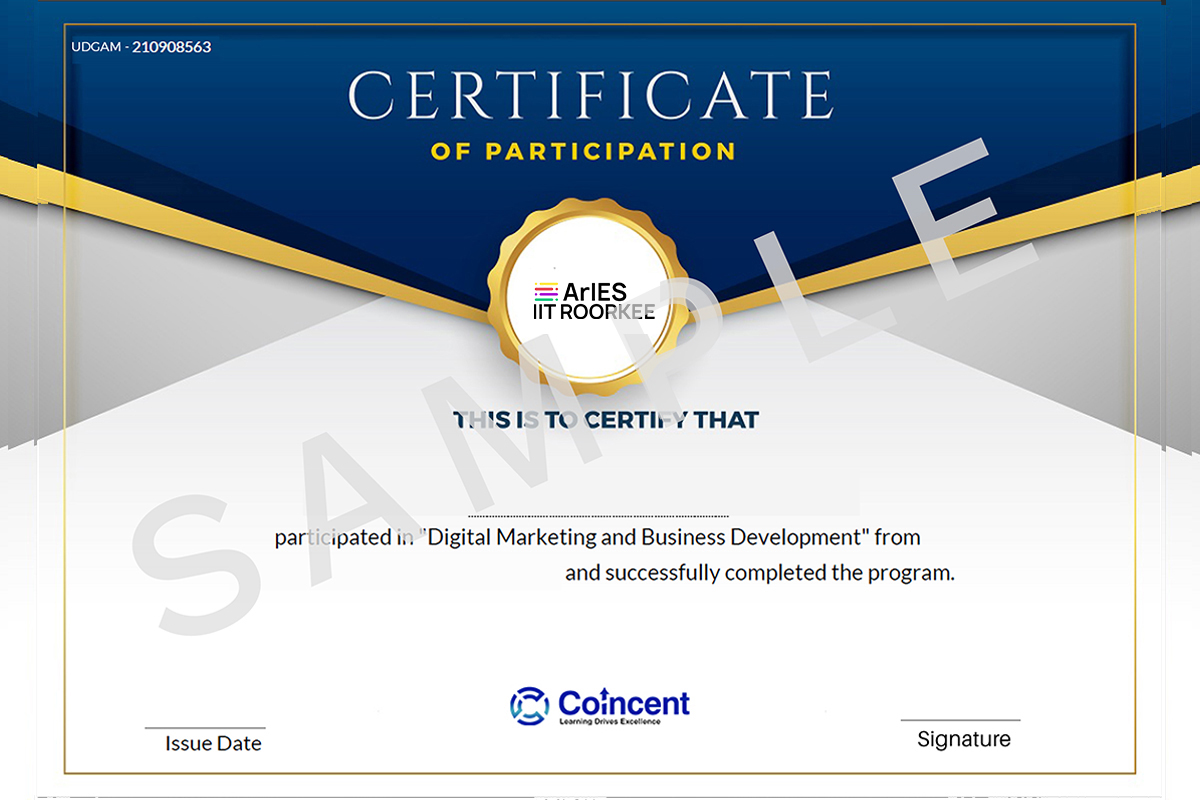 UDGAM - 210908563
CERTIFICATE
OF PARTICIPATION
ArIES
IIT ROORKEE
SAMPLE
THIS IS TO CERTIFY THAT
participated in "Digital Marketing and Business Development" from
and successfully completed the program.
Coincent
Learning Drives Excellence
Issue Date
Signature